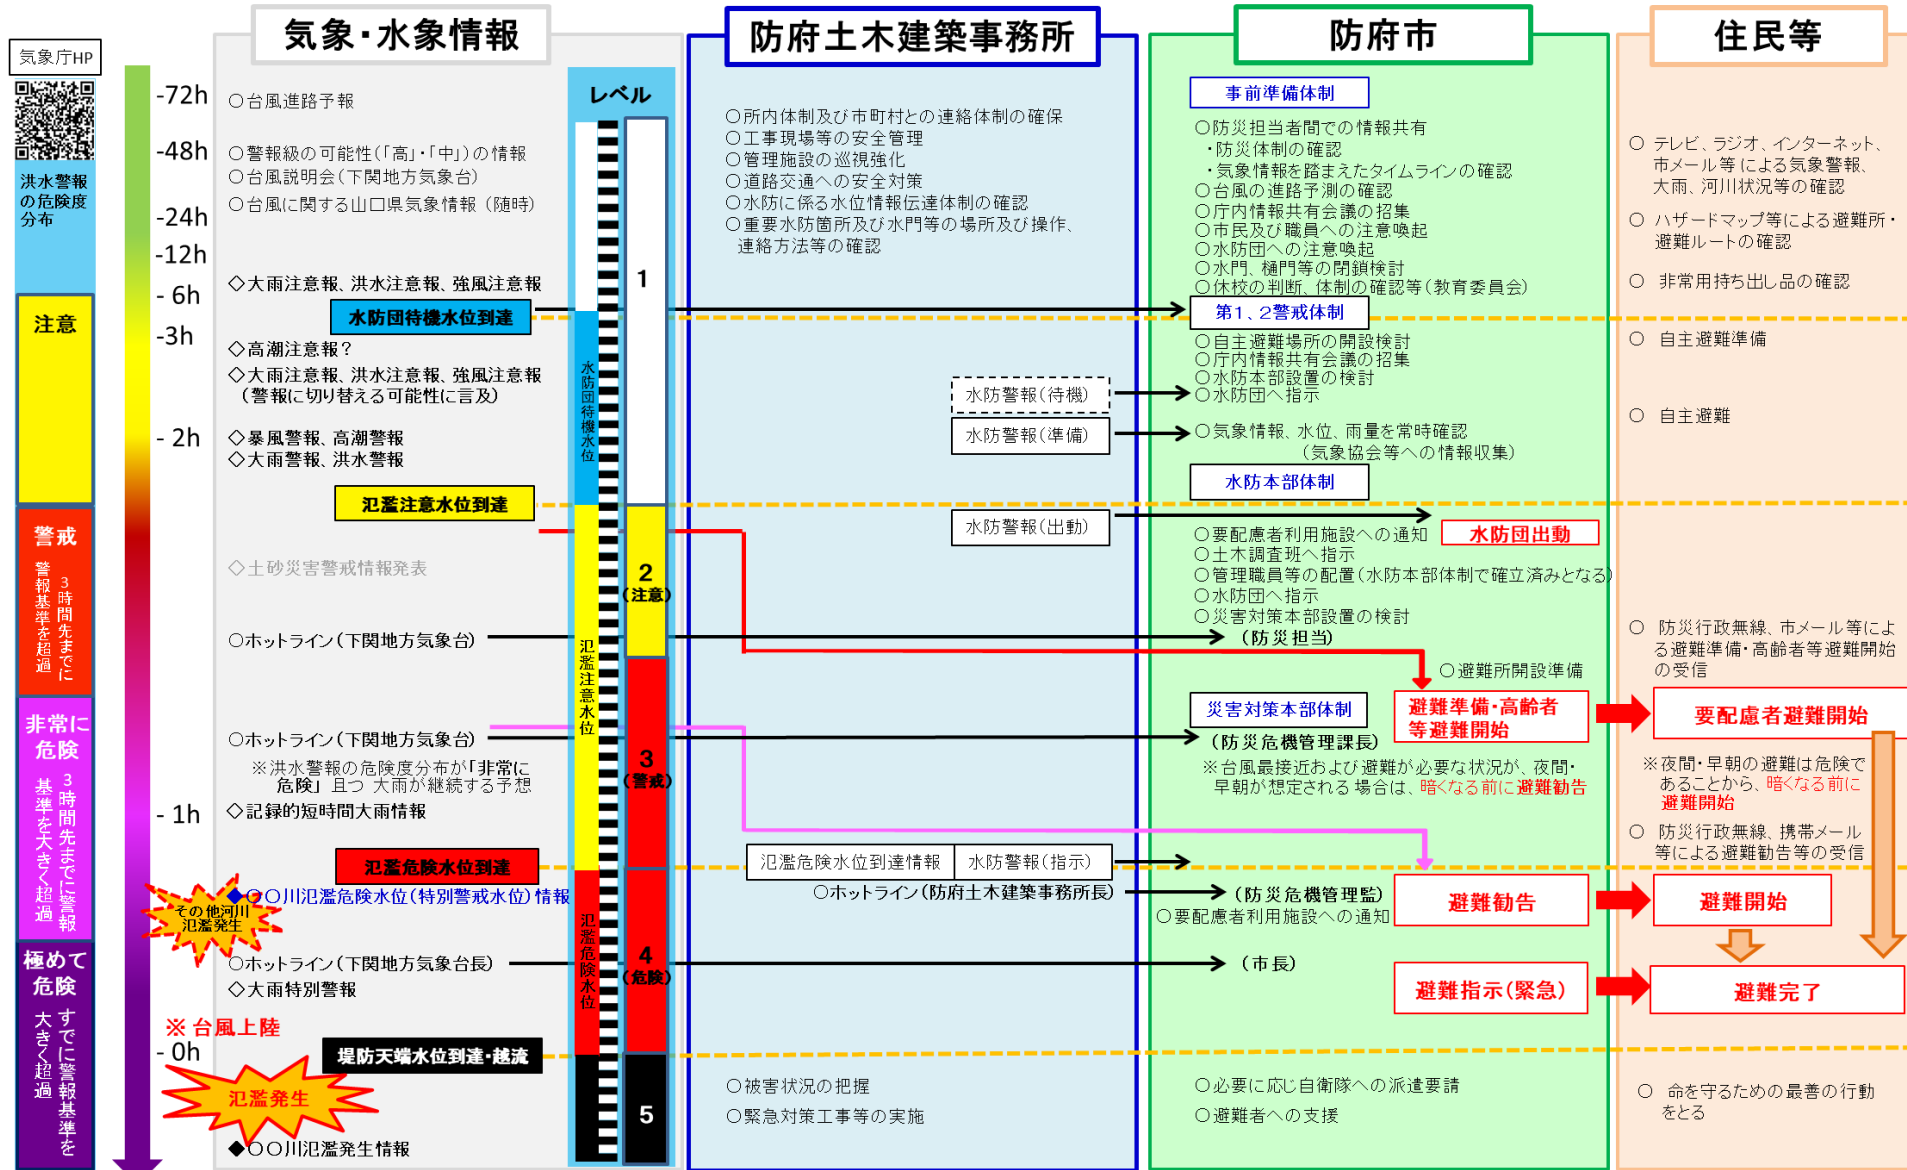 気象庁HP
洪水警報
の危険度
分布
注意
警戒
3時間先までに
警報基準を超過
非常に
危険
3時間先までに警報
基準を大きく超過
極めて
危険
すでに警報基準を
大きく超過
-72h
-48h
-24h
-12h
- 6h
-3h
- 2h
- 1h
- 0h
気象・水象情報
○台風進路予報
○警報級の可能性(「高」・「中」)の情報
○台風説明会(下関地方気象台)
○台風に関する山口県気象情報 (随時)
◇大雨注意報、洪水注意報、強風注意報
水防団待機水位到達
◇高潮注意報?
◇大雨注意報、洪水注意報、強風注意報
(警報に切り替える可能性に言及)
◇暴風警報、高潮警報
◇大雨警報、洪水警報
氾濫注意水位到達
◇土砂災害警戒情報発表
○ホットライン(下関地方気象台)
○ホットライン(下関地方気象台)
※洪水警報の危険度分布が「非常に
危険」 且つ 大雨が継続する予想
◇記録的短時間大雨情報
氾濫危険水位到達
◆○○川氾濫危険水位(特別警戒水位) 情報
その他河川
氾濫発生
○ホットライン(下関地方気象台長)
◇大雨特別警報
※ 台風上陸
堤防天端水位到達・越流
氾濫発生
◆○○川氾濫発生情報
レベル
水防団待機水位
氾濫注意水位
氾濫危険水位
1
2
(注意)
3
(警戒)
4
(危険)
5
防府土木建築事務所
○所内体制及び市町村との連絡体制の確保
○工事現場等の安全管理
○管理施設の巡視強化
○道路交通への安全対策
○水防に係る水位情報伝達体制の確認
○重要水防箇所及び水門等の場所及び操作、
連絡方法等の確認
水防警報(待機)
水防警報(準備)
水防警報(出動)
氾濫危険水位到達情報
水防警報(指示)
○ホットライン(防府土木建築事務所長)
○被害状況の把握
○緊急対策工事等の実施
防府市
事前準備体制
○防災担当者間での情報共有
・防災体制の確認
・気象情報を踏まえたタイムラインの確認
○台風の進路予測の確認
○庁内情報共有会議の招集
○市民及び職員への注意喚起
○水防団への注意喚起
○水門、樋門等の閉鎖検討
○休校の判断、体制の確認等(教育委員会)
第1、2警戒体制
○自主避難場所の開設検討
○庁内情報共有会議の招集
○水防本部設置の検討
○水防団へ指示
○気象情報、水位、雨量を常時確認
(気象協会等への情報収集)
水防本部体制
○要配慮者利用施設への通知
水防団出動
○土木調査班へ指示
○管理職員等の配置(水防本部体制で確立済みとなる)
○水防団へ指示
○災害対策本部設置の検討
(防災担当)
○避難所開設準備
災害対策本部体制
避難準備・高齢者
等避難開始
(防災危機管理課長)
※台風最接近および避難が必要な状況が、夜間・
早朝が想定される 場合は、暗くなる前に避難勧告
(防災危機管理監)
○要配慮者利用施設への通知
避難勧告
(市長)
避難指示(緊急)
○必要に応じ自衛隊への派遣要請
○避難者への支援
住民等
○ テレビ、ラジオ、インターネット、
市メール等による気象警報、
大雨、河川状況等の確認
○ ハザードマップ等による避難所・
避難ルートの確認
○ 非常用持ち出し品の確認
○ 自主避難準備
○ 自主避難
○ 防災行政無線、市メール等によ
る避難準備・高齢者等避難開始
の受信
要配慮者避難開始
※夜間・早朝の避難は危険で
あることから、暗くなる前に
避難開始
○ 防災行政無線、携帯メール
等による避難勧告等の受信
避難開始
避難完了
○ 命を守るための最善の行動
をとる